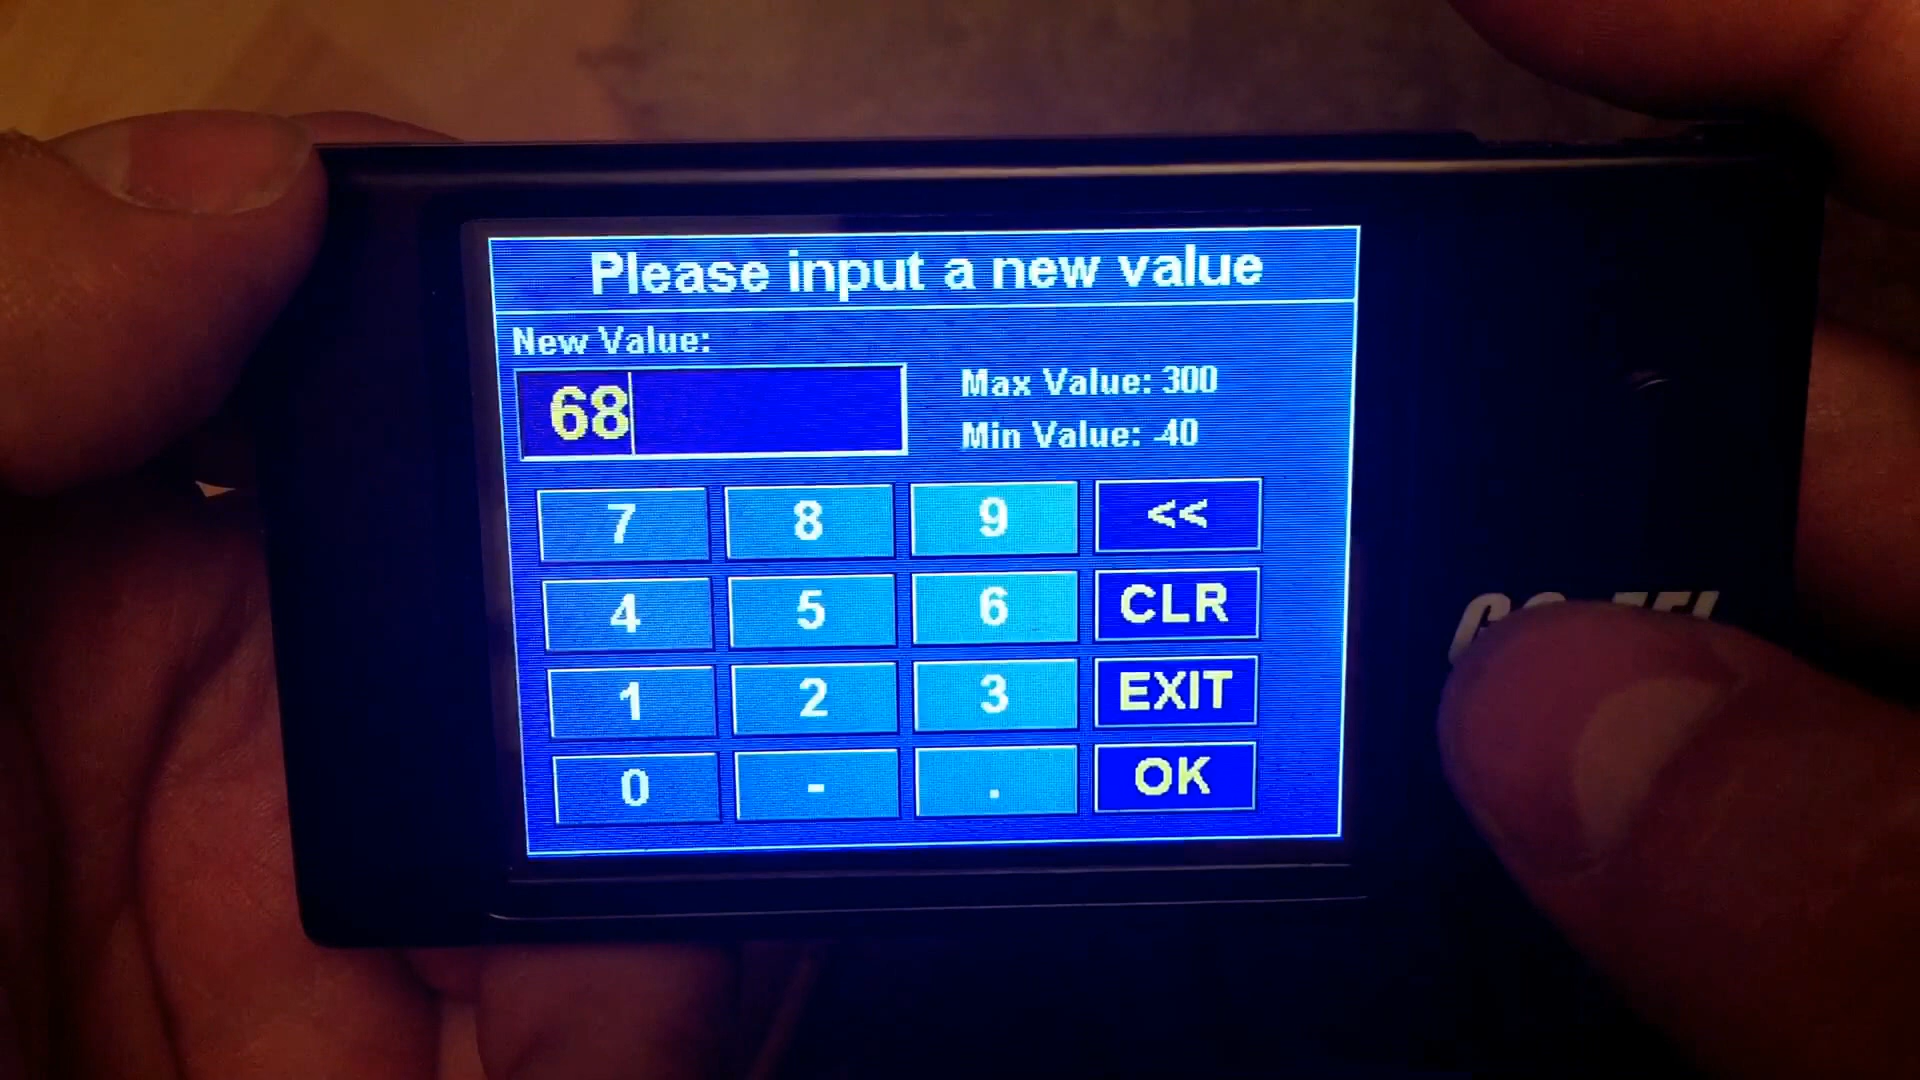 Please input a new value
New Value:
68
Max Value: 300
Min Value: -40
7 8 9 <<
4 5 6 CLR
1 2 3 EXIT
0 - . OK